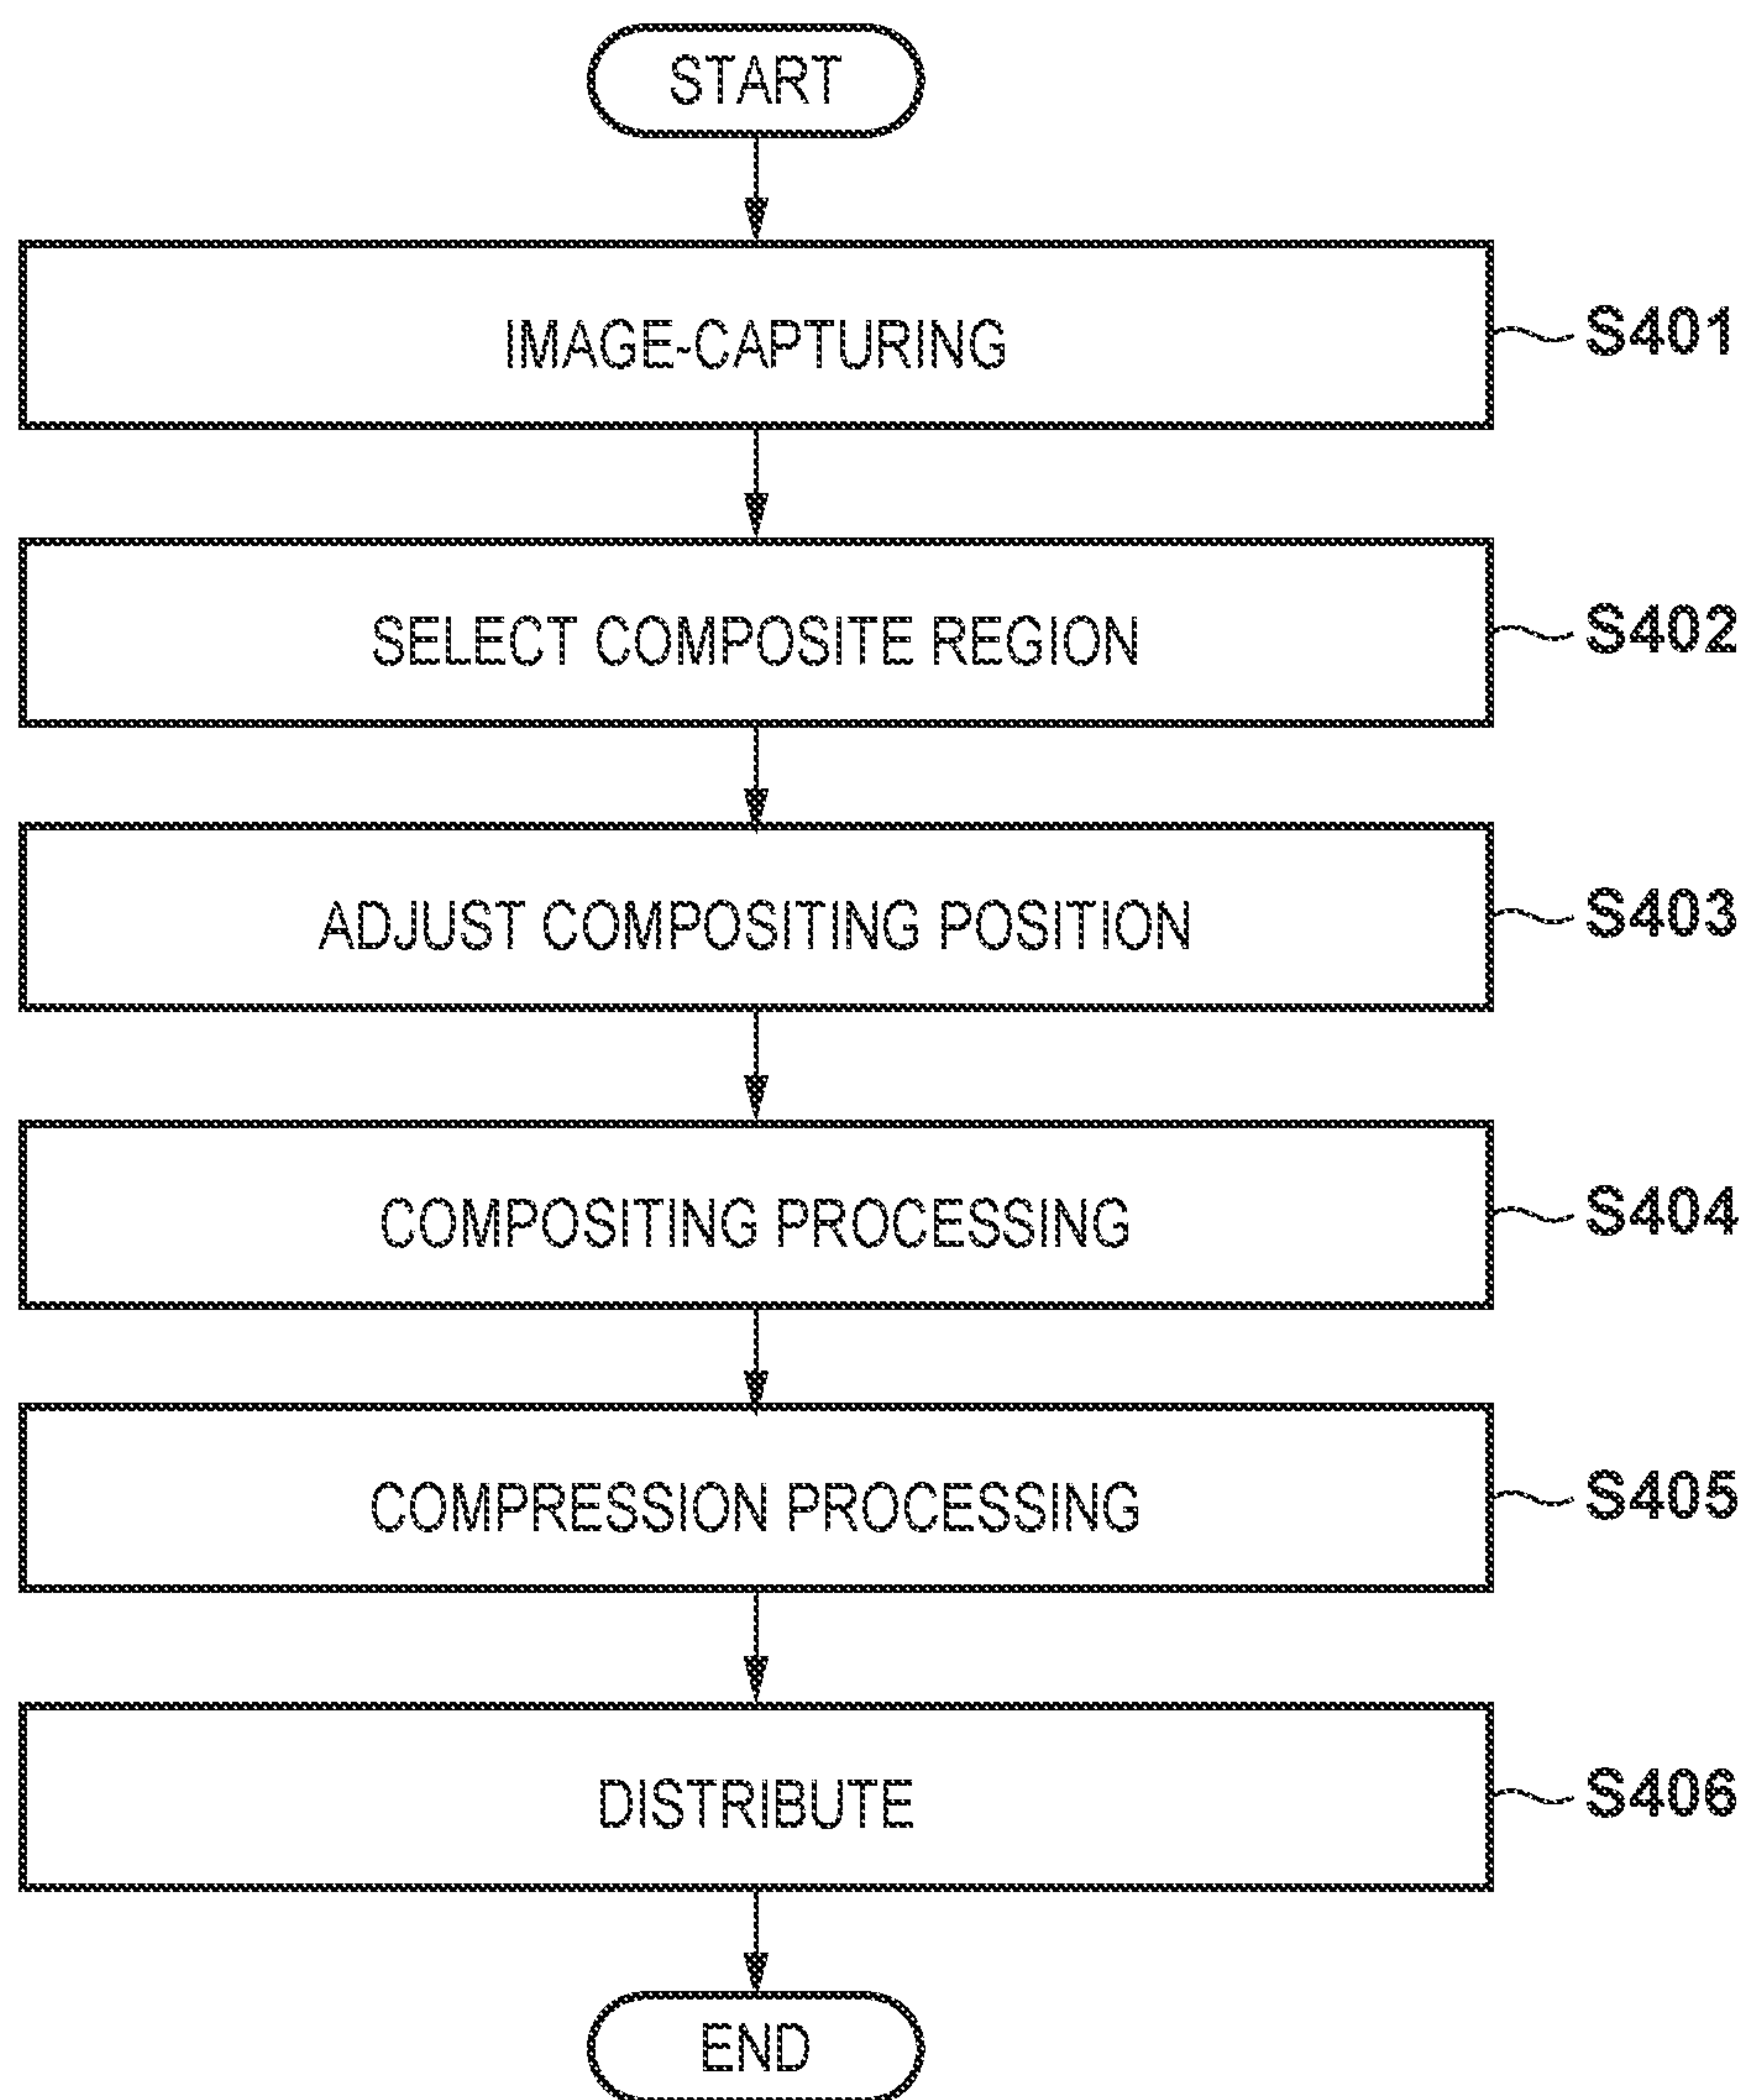 START
IMAGE-CAPTURING
S401
SELECT COMPOSITE REGION
S402
ADJUST COMPOSITING POSITION
S403
COMPOSITING PROCESSING
S404
COMPRESSION PROCESSING
S405
DISTRIBUTE
S406
END